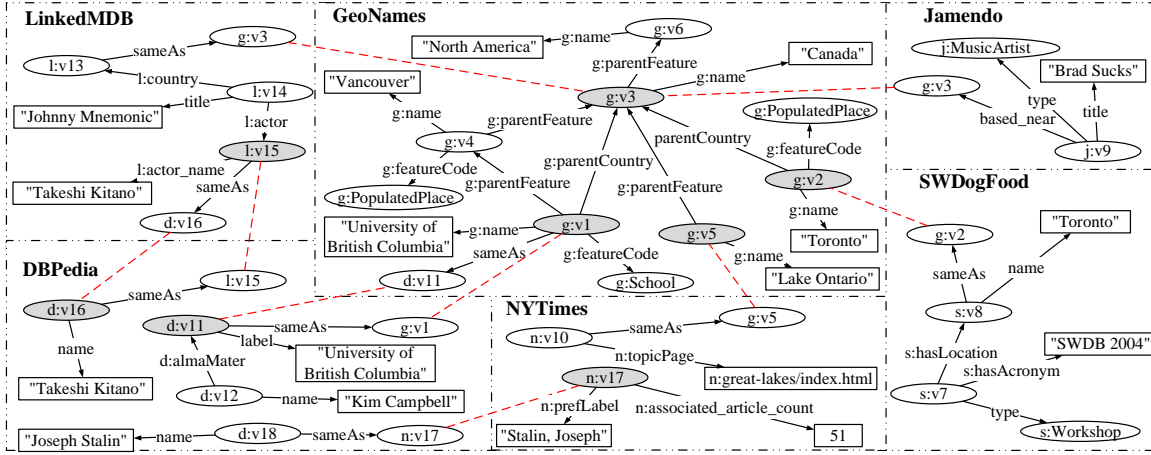 LinkedMDB
g:v3
sameAs
l:v13
l:country
l:v14
title
"Johnny Mnemonic"
l:actor
l:v15
l:actor_name
sameAs
"Takeshi Kitano"
d:v16
GeoNames
"North America"
g:name
g:v6
g:parentFeature
"Canada"
g:name
"Vancouver"
g:v3
g:name
g:parentFeature
g:v4
g:PopulatedPlace
parentCountry
g:featureCode
g:featureCode
g:parentCountry
g:parentFeature
g:parentFeature
g:PopulatedPlace
g:v2
g:name
"Toronto"
"University of
British Columbia"
g:name
g:v1
g:v5
g:name
"Lake Ontario"
sameAs
g:featureCode
d:v11
g:School
Jamendo
j:MusicArtist
"Brad Sucks"
g:v3
type
title
based_near
j:v9
SWDogFood
"Toronto"
g:v2
sameAs
name
s:v8
"SWDB 2004"
s:hasLocation
s:hasAcronym
s:v7
type
s:Workshop
DBPedia
l:v15
sameAs
d:v16
name
"Takeshi Kitano"
d:v11
sameAs
g:v1
label
"University of
British Columbia"
d:almaMater
d:v12
name
"Kim Campbell"
"Joseph Stalin"
name
d:v18
sameAs
n:v17
NYTimes
g:v5
sameAs
n:v10
n:topicPage
n:great-lakes/index.html
n:v17
n:prefLabel
n:associated_article_count
"Stalin, Joseph"
51